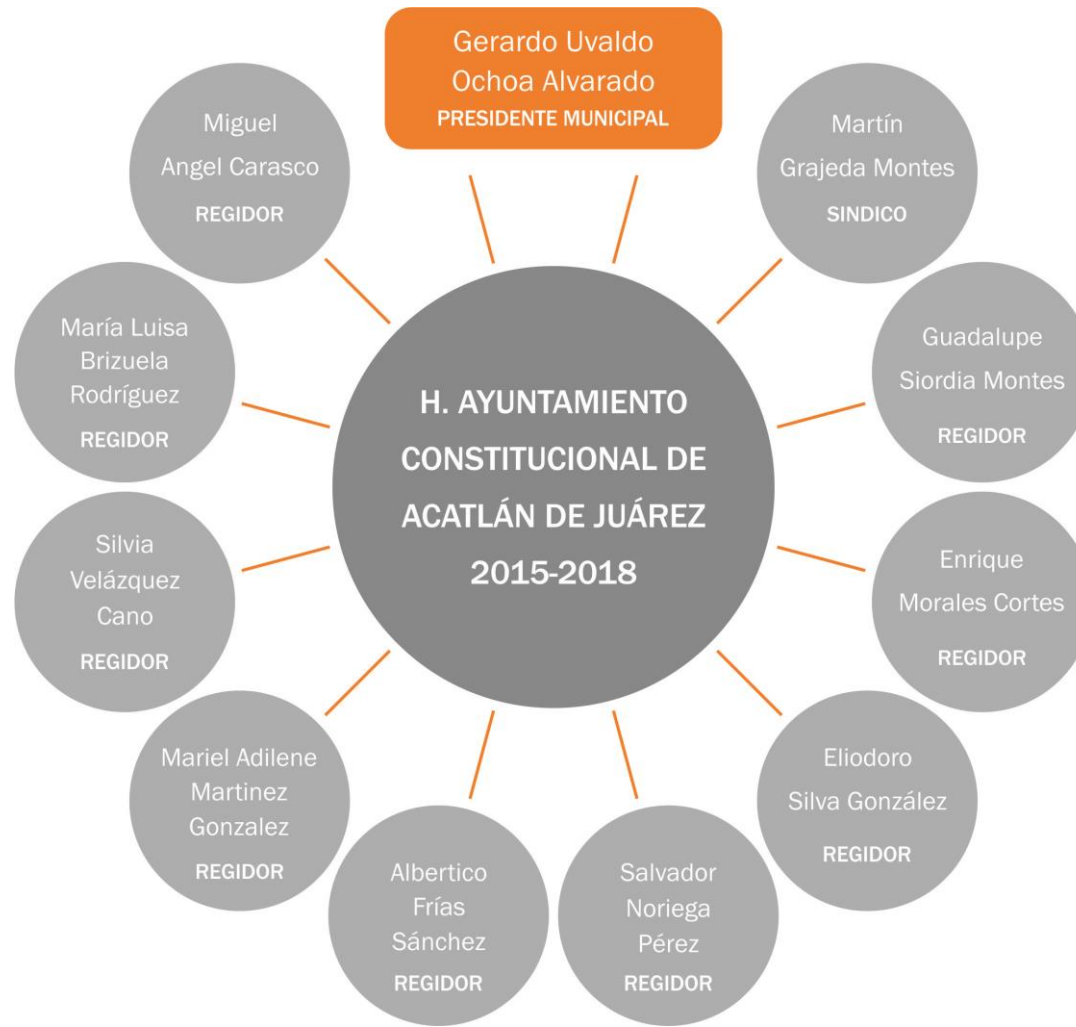 Gerardo Uvaldo
Ochoa Alvarado
PRESIDENTE MUNICIPAL
Martín
Grajeda Montes
SINDICO
Guadalupe
Siordia Montes
REGIDOR
Enrique
Morales Cortes
REGIDOR
Eliodoro
Silva González
REGIDOR
Salvador
Noriega
Pérez
REGIDOR
Albertico
Frías
Sánchez
REGIDOR
Mariel Adilene
Martinez
Gonzalez
REGIDOR
Silvia
Velázquez
Cano
REGIDOR
María Luisa
Brizuela
Rodríguez
REGIDOR
Miguel
Angel Carasco
REGIDOR
H. AYUNTAMIENTO
CONSTITUCIONAL DE
ACATLÁN DE JUÁREZ
2015-2018